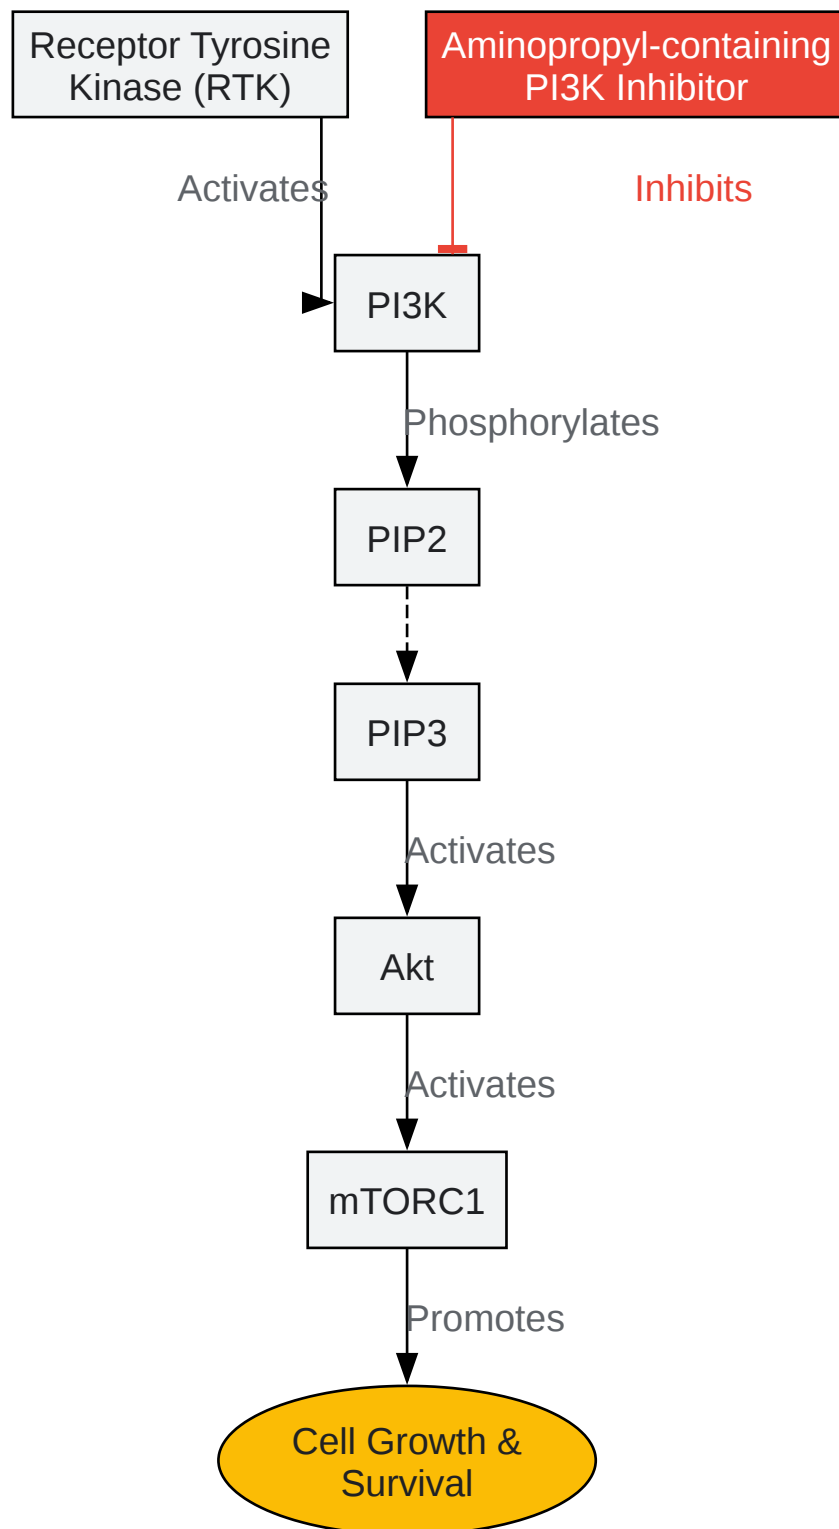 Receptor Tyrosine
Kinase (RTK)
Aminopropyl-containing
PI3K Inhibitor
Activates
Inhibits
PI3K
Phosphorylates
PIP2
PIP3
Activates
Akt
Activates
mTORC1
Promotes
Cell Growth &
Survival